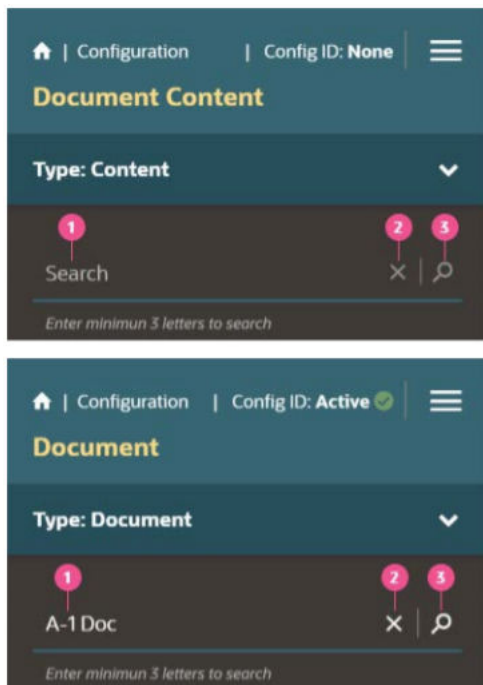 | Configuration | Config ID: None
Document Content
Type: Content
1 2 3
Search
Enter minimun 3 letters to search
| Configuration | Config ID: Active
Document
Type: Document
1 2 3
A-1 Doc
Enter minimun 3 letters to search